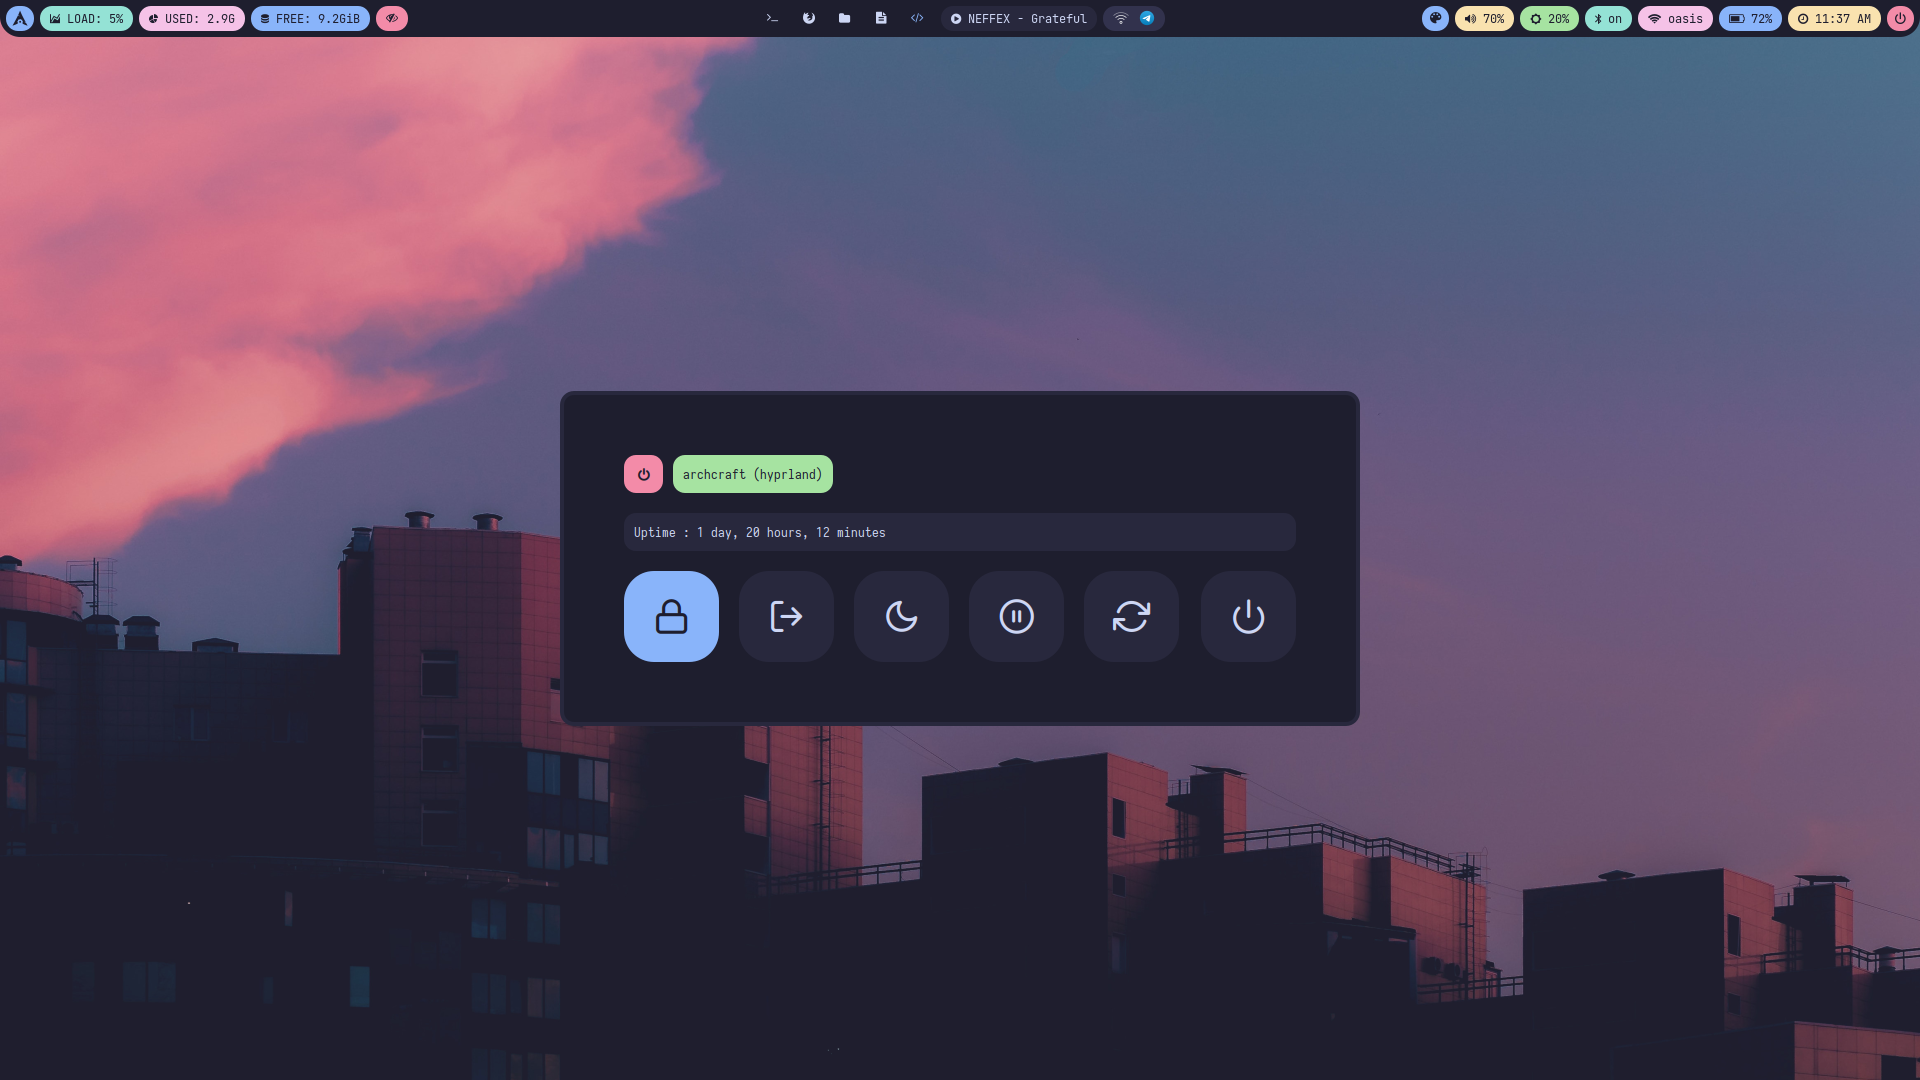 LOAD: 5% USED: 2.9G FREE: 9.2GiB NEFFEX - Grateful 70% 20% on oasis 72% 11:37 AM
archcraft (hyprland)
Uptime : 1 day, 20 hours, 12 minutes